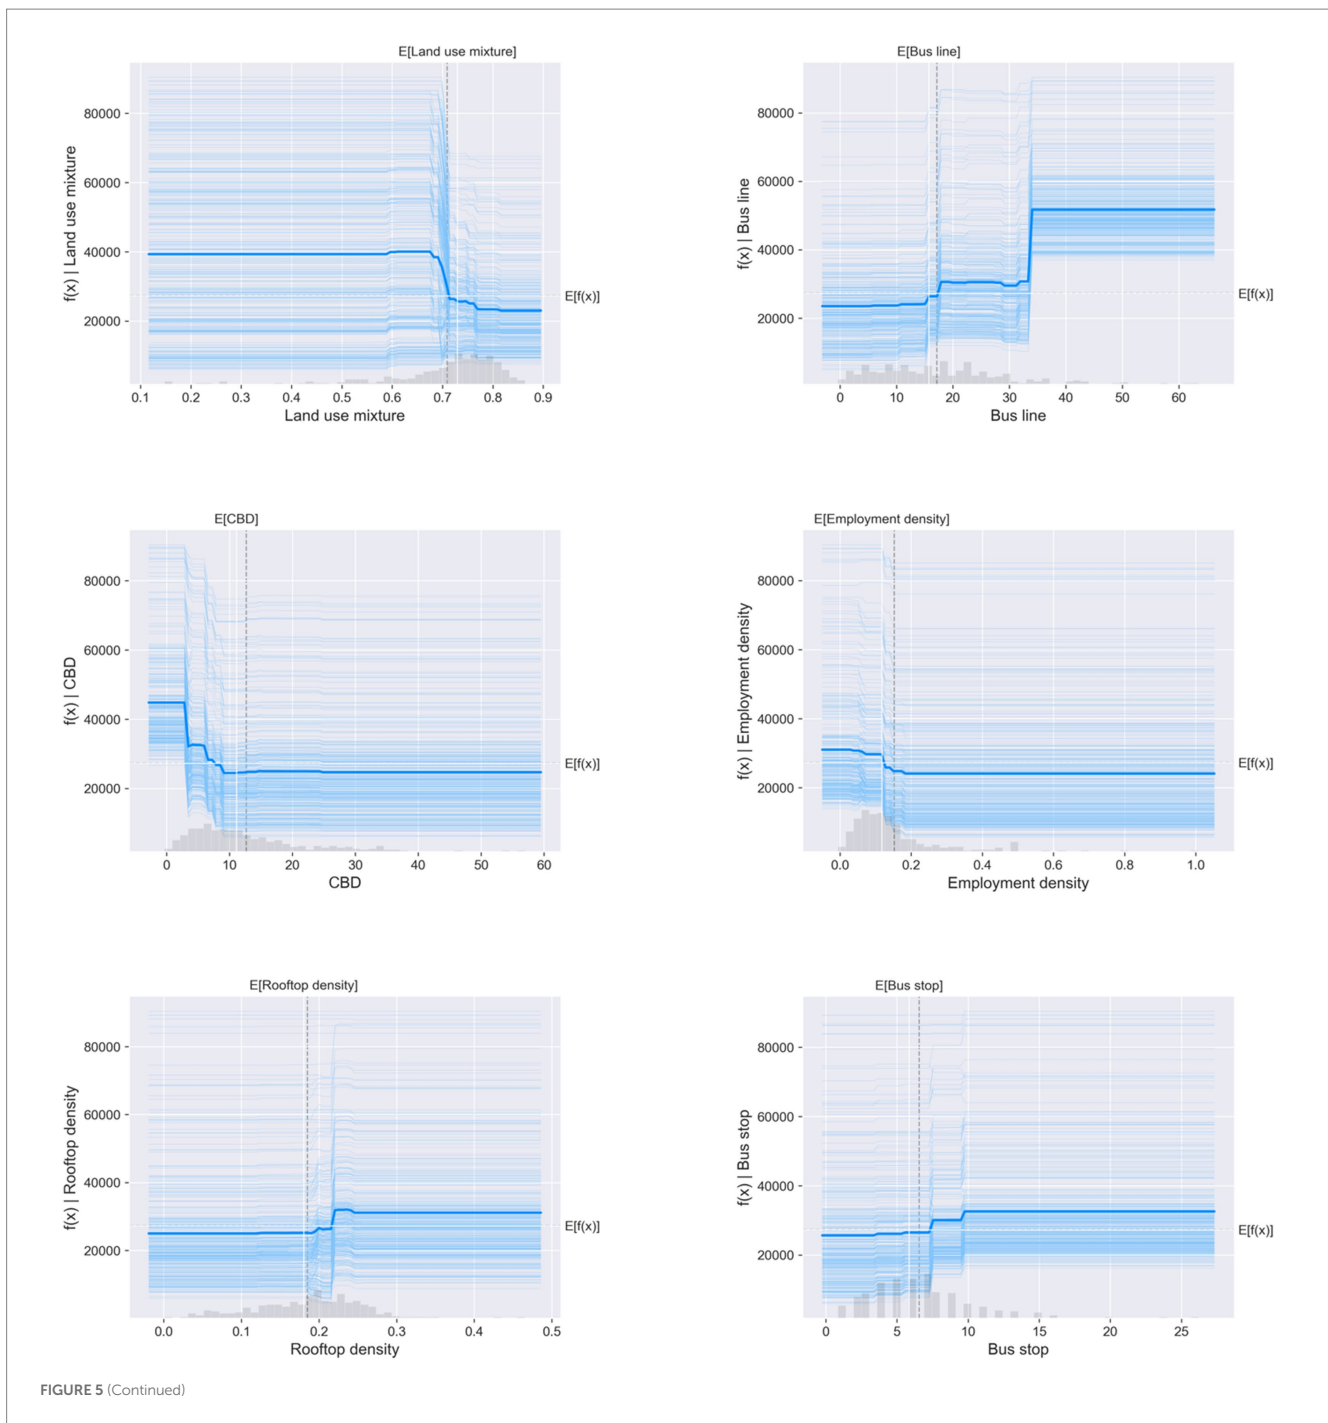 E[Land use mixture]
f(x) | Land use mixture
80000
60000
40000
20000
E[f(x)]
0.1 0.2 0.3 0.4 0.5 0.6 0.7 0.8 0.9
Land use mixture
E[Bus line]
f(x) | Bus line
80000
60000
40000
20000
E[f(x)]
0 10 20 30 40 50 60
Bus line
E[CBD]
f(x) | CBD
80000
60000
40000
20000
E[f(x)]
0 10 20 30 40 50 60
CBD
E[Employment density]
f(x) | Employment density
80000
60000
40000
20000
E[f(x)]
0.0 0.2 0.4 0.6 0.8 1.0
Employment density
E[Rooftop density]
f(x) | Rooftop density
80000
60000
40000
20000
E[f(x)]
0.0 0.1 0.2 0.3 0.4 0.5
Rooftop density
E[Bus stop]
f(x) | Bus stop
80000
60000
40000
20000
E[f(x)]
0 5 10 15 20 25
Bus stop
FIGURE 5 (Continued)